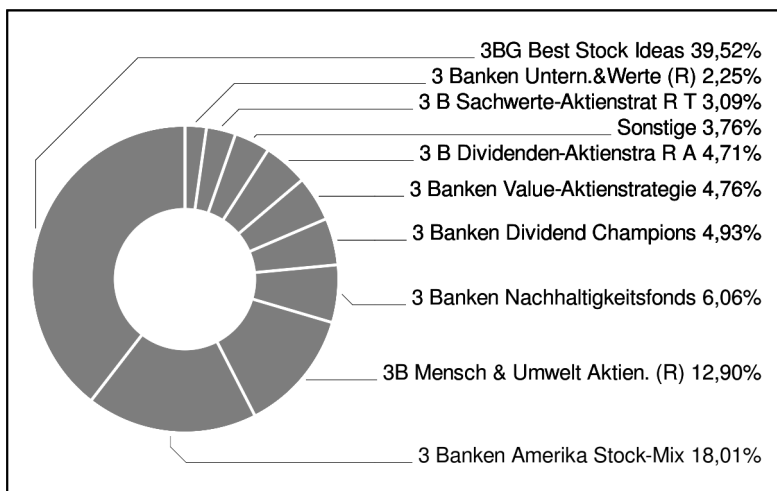 3BG Best Stock Ideas 39,52%
3 Banken Untern.&Werte (R) 2,25%
3 B Sachwerte-Aktienstrat R T 3,09%
Sonstige 3,76%
3 B Dividenden-Aktienstra R A 4,71%
3 Banken Value-Aktienstrategie 4,76%
3 Banken Dividend Champions 4,93%
3 Banken Nachhaltigkeitsfonds 6,06%
3B Mensch & Umwelt Aktien. (R) 12,90%
3 Banken Amerika Stock-Mix 18,01%